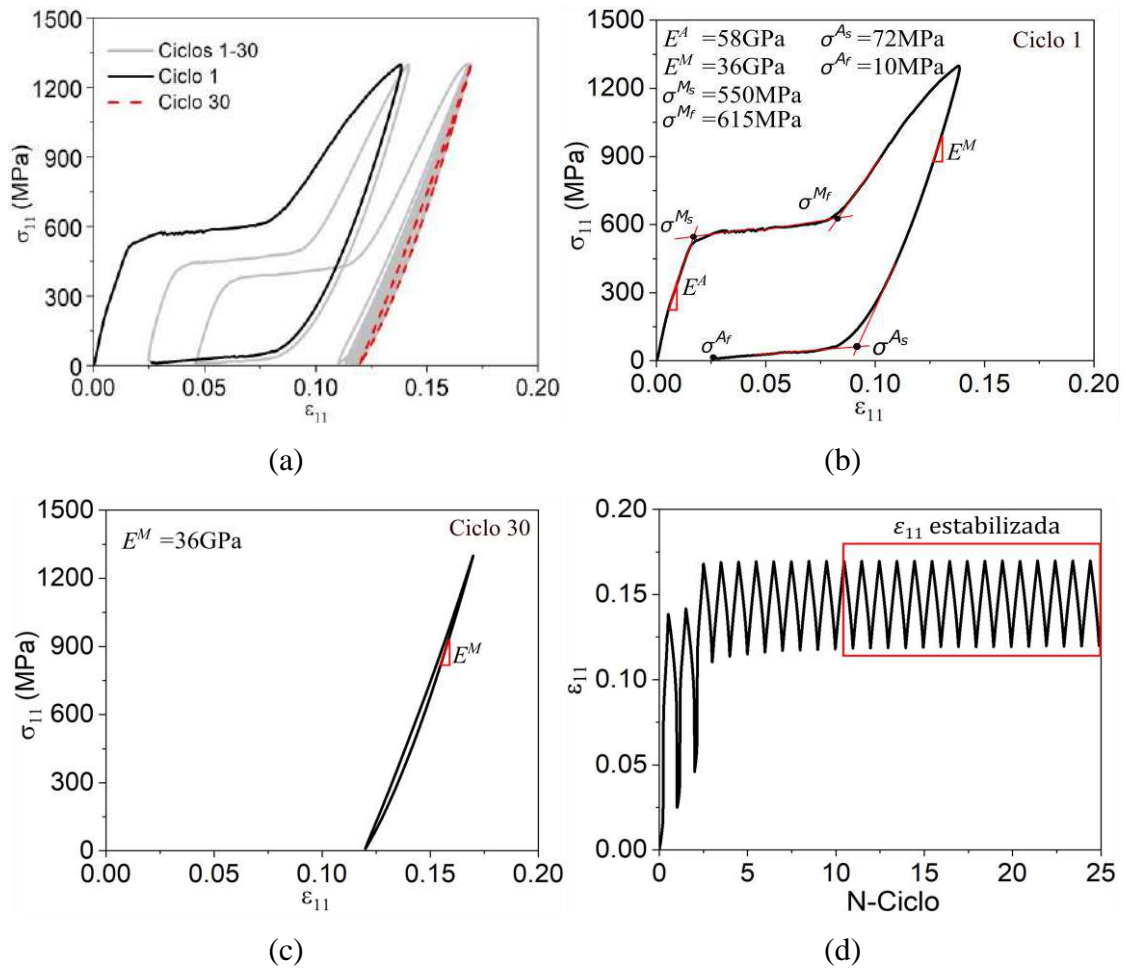 1500
1200
900
600
300
0
0.00 0.05 0.10 0.15 0.20
σ₁₁ (MPa)
ε₁₁
Ciclos 1-30
Ciclo 1
Ciclo 30
(a)
1500
1200
900
600
300
0
0.00 0.05 0.10 0.15 0.20
σ₁₁ (MPa)
ε₁₁
E^A =58GPa σ^As =72MPa
E^M =36GPa σ^Af =10MPa
σ^Ms =550MPa
σ^Mf =615MPa
Ciclo 1
E^M
σ^Mf
σ^Ms
E^A
σ^As
σ^Af
(b)
1500
1200
900
600
300
0
0.00 0.05 0.10 0.15 0.20
σ₁₁ (MPa)
ε₁₁
E^M =36GPa
Ciclo 30
E^M
(c)
0.20
0.15
0.10
0.05
0.00
0 5 10 15 20 25
ε₁₁
N-Ciclo
ε₁₁ estabilizada
(d)